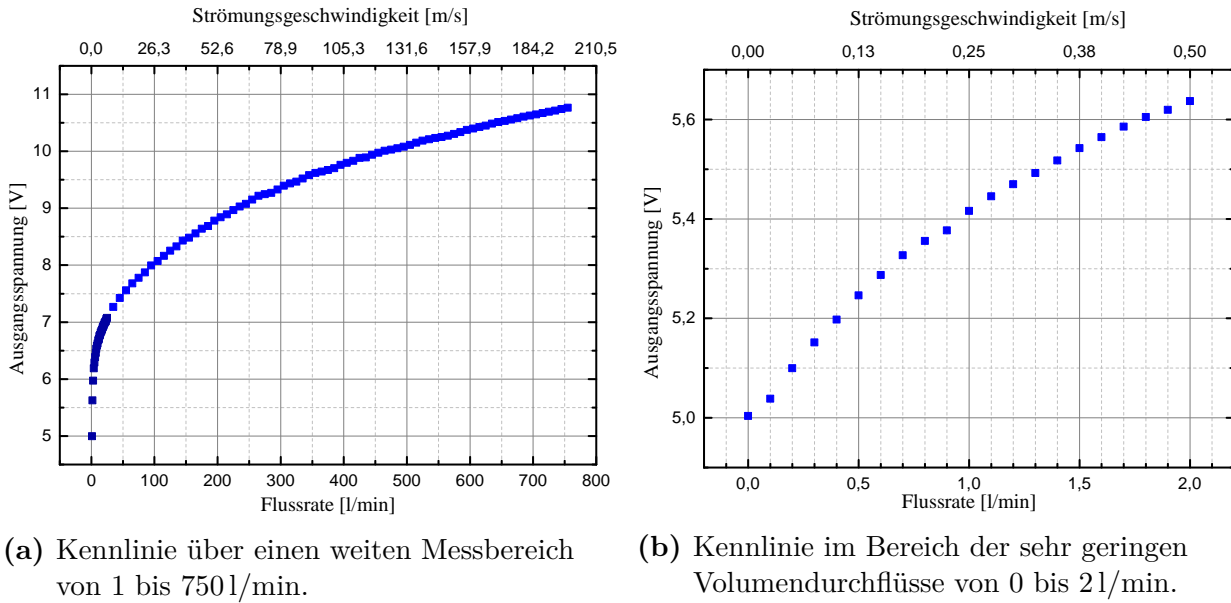 Strömungsgeschwindigkeit [m/s]
0,0 26,3 52,6 78,9 105,3 131,6 157,9 184,2 210,5
11
10
9
8
7
6
5
Ausgangsspannung [V]
0 100 200 300 400 500 600 700 800
Flussrate [l/min]
(a) Kennlinie über einen weiten Messbereich
von 1 bis 750 l/min.
Strömungsgeschwindigkeit [m/s]
0,00 0,13 0,25 0,38 0,50
5,6
5,4
5,2
5,0
Ausgangsspannung [V]
0,0 0,5 1,0 1,5 2,0
Flussrate [l/min]
(b) Kennlinie im Bereich der sehr geringen
Volumendurchflüsse von 0 bis 2 l/min.